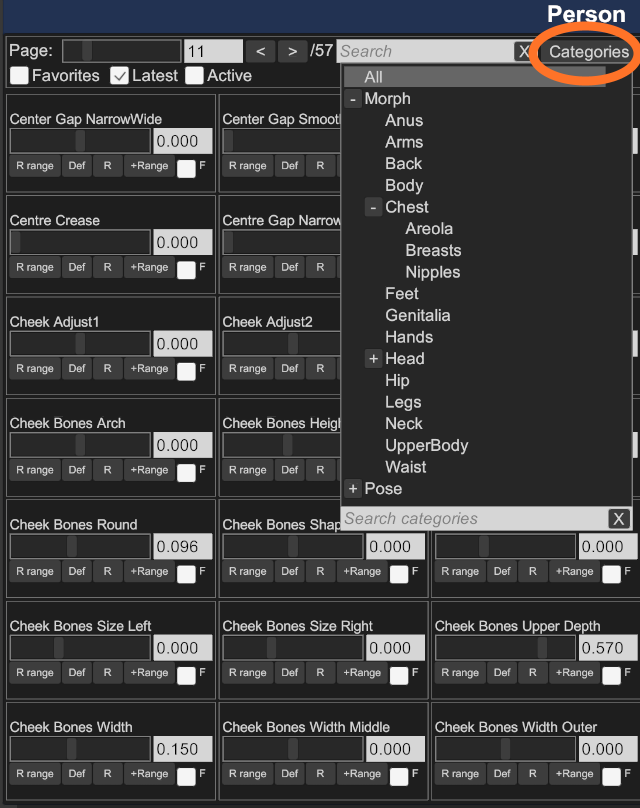 Person
Page: 11 < > /57 Search X Categories
Favorites Latest Active
All
- Morph
Anus
Arms
Back
Body
- Chest
Areola
Breasts
Nipples
Feet
Genitalia
Hands
+ Head
Hip
Legs
Neck
UpperBody
Waist
+ Pose
Search categories X
Center Gap NarrowWide Center Gap Smoot
0.000
R range Def R +Range F R range Def R
Centre Crease Centre Gap Narrow
0.000
R range Def R +Range F R range Def R
Cheek Adjust1 Cheek Adjust2
0.000
R range Def R +Range F R range Def R
Cheek Bones Arch Cheek Bones Heig
0.000
R range Def R +Range F R range Def R
Cheek Bones Round Cheek Bones Shap
0.096 0.000 0.000
R range Def R +Range F R range Def R +Range F R range Def R +Range F
Cheek Bones Size Left Cheek Bones Size Right Cheek Bones Upper Depth
0.000 0.000 0.570
R range Def R +Range F R range Def R +Range F R range Def R +Range F
Cheek Bones Width Cheek Bones Width Middle Cheek Bones Width Outer
0.150 0.000 0.000
R range Def R +Range F R range Def R +Range F R range Def R +Range F